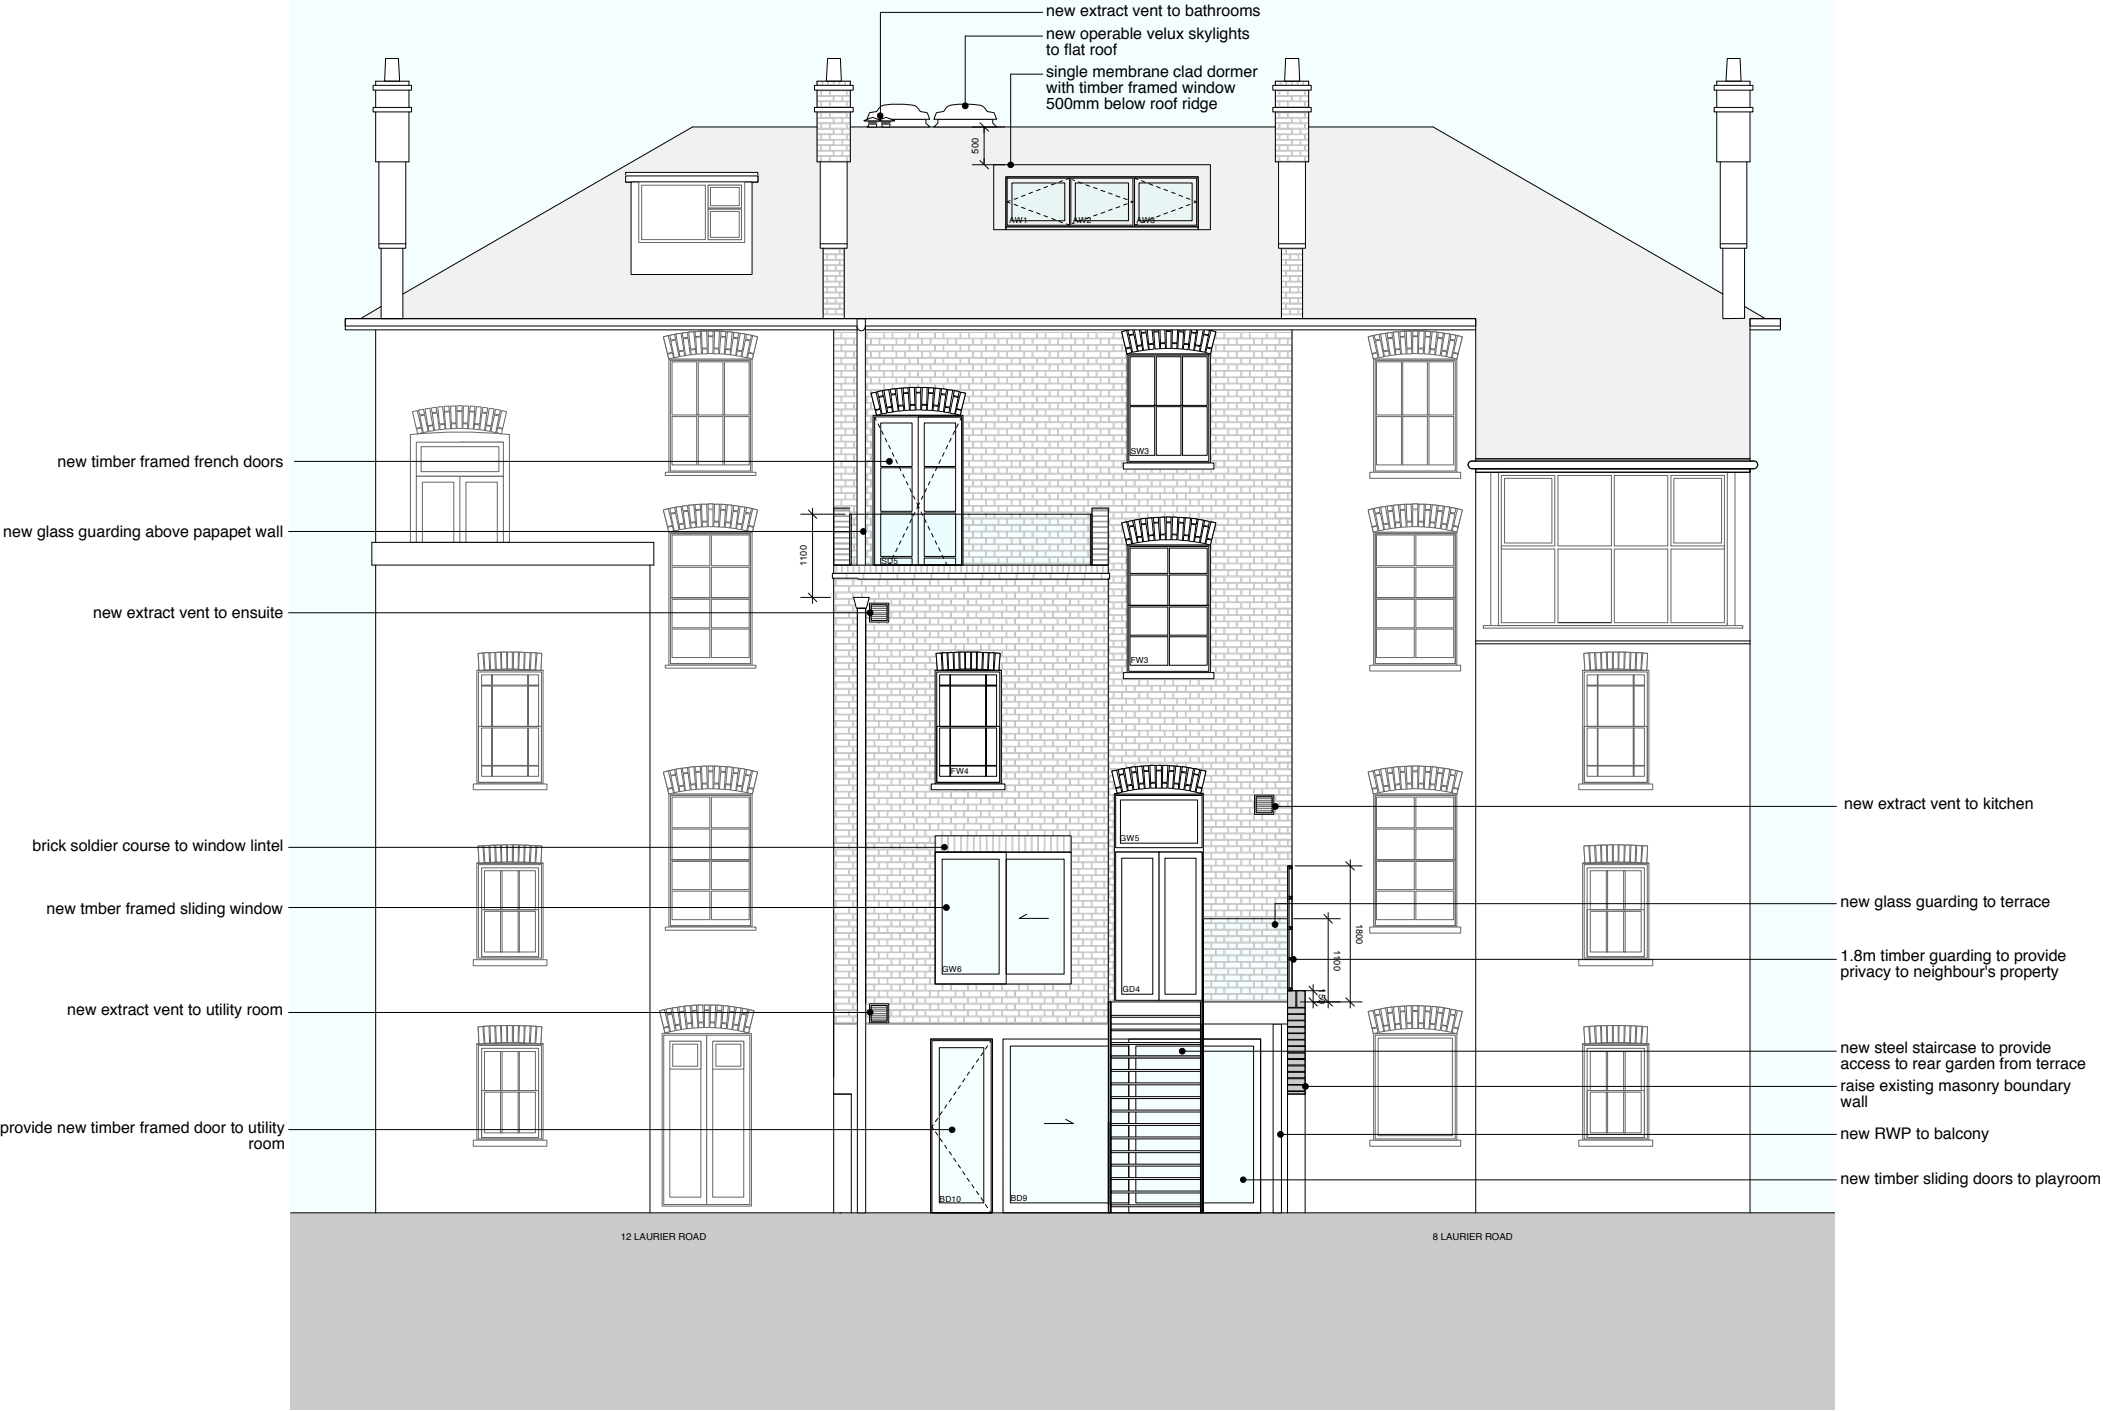 new extract vent to bathrooms
new operable velux skylights
to flat roof
single membrane clad dormer
with timber framed window
500mm below roof ridge
500
AW1
AW2
AW3
new timber framed french doors
SW3
new glass guarding above papapet wall
1100
SD5
new extract vent to ensuite
FW3
FW4
new extract vent to kitchen
GW5
brick soldier course to window lintel
new tmber framed sliding window
new glass guarding to terrace
1800
1100
1.8m timber guarding to provide
privacy to neighbour's property
GW6
GD4
new extract vent to utility room
new steel staircase to provide
access to rear garden from terrace
raise existing masonry boundary
wall
provide new timber framed door to utility
room
new RWP to balcony
new timber sliding doors to playroom
BD10
BD9
12 LAURIER ROAD
8 LAURIER ROAD